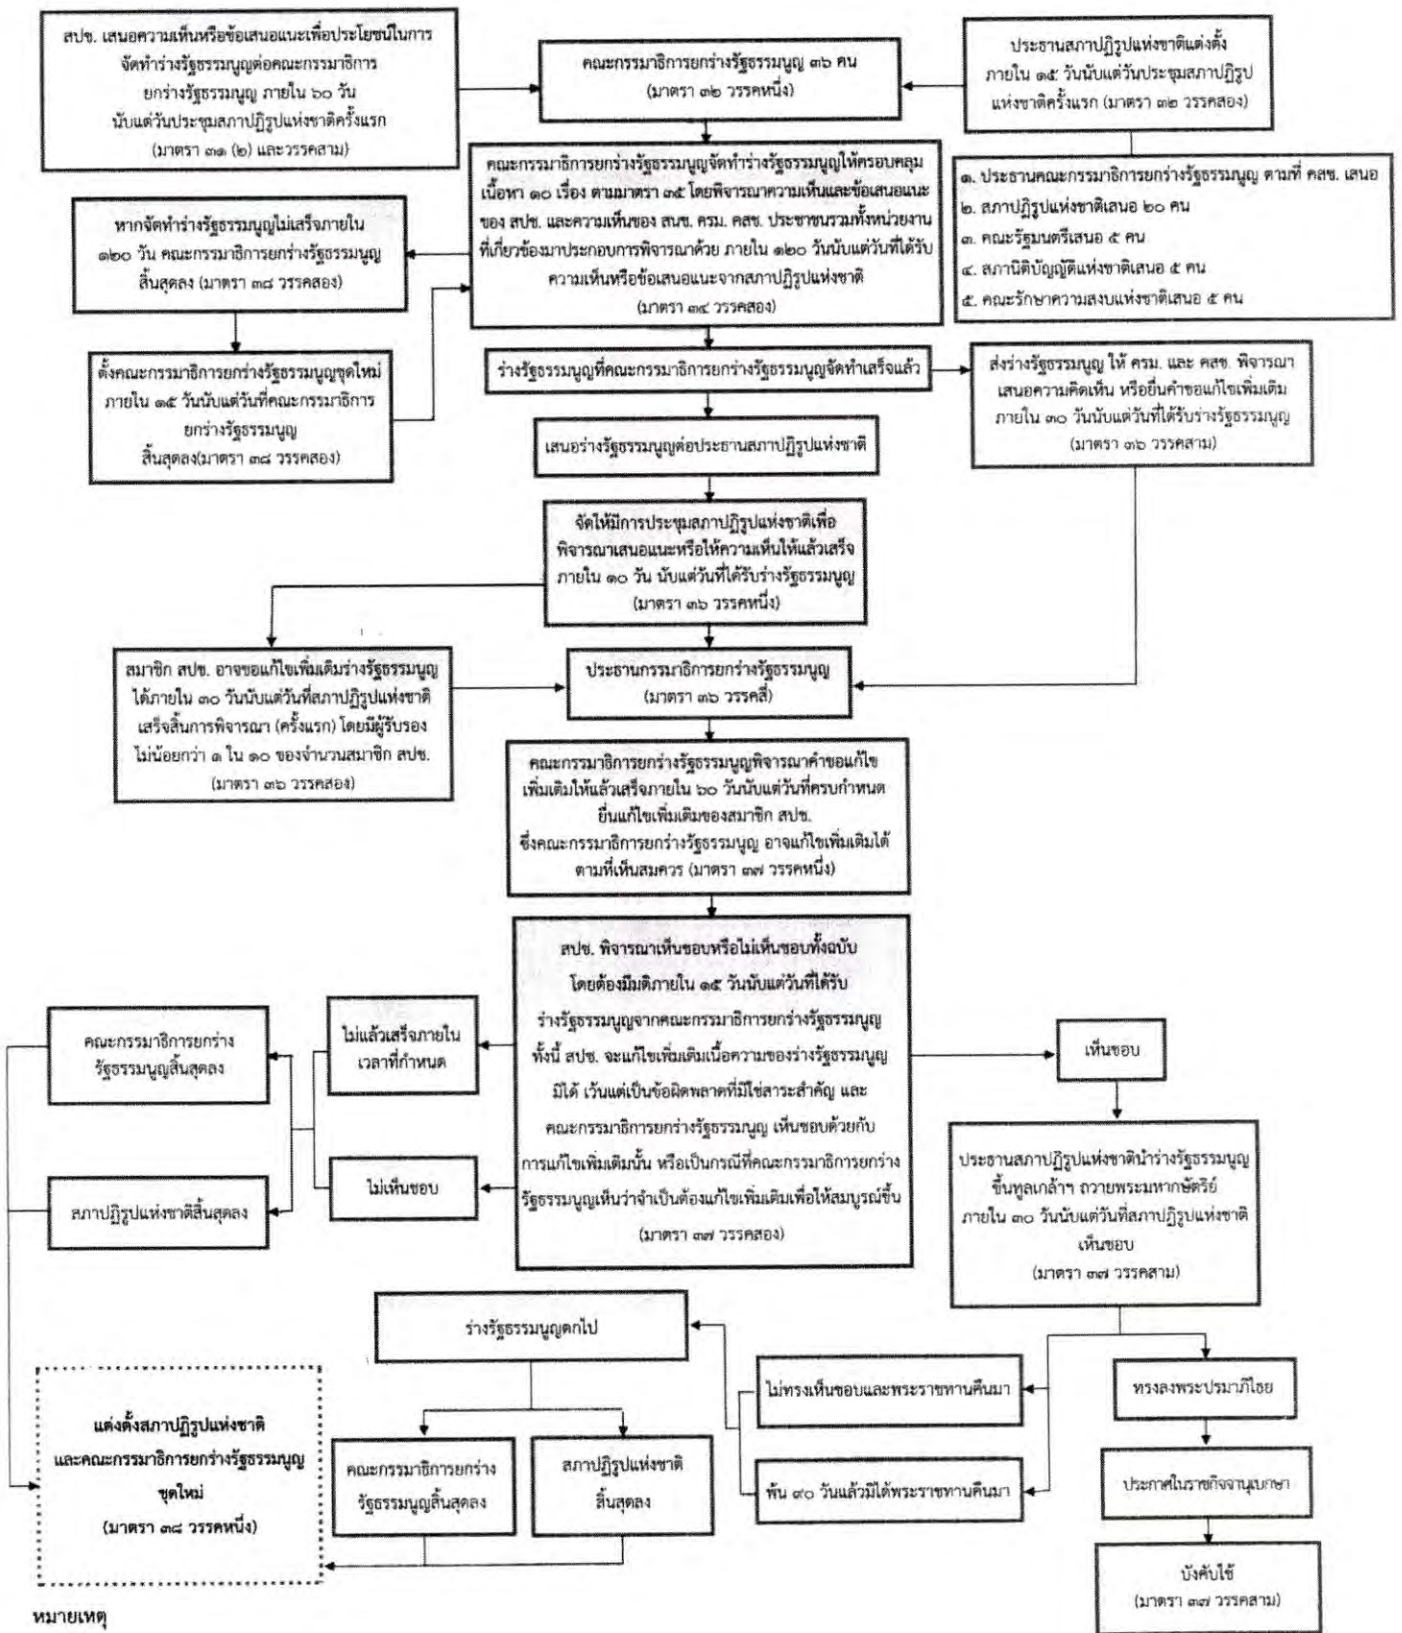 สปช. เสนอความเห็นหรือข้อเสนอแนะเพื่อประโยชน์ในการ
จัดทำร่างรัฐธรรมนูญต่อคณะกรรมาธิการ
ยกร่างรัฐธรรมนูญ ภายใน ๖๐ วัน
นับแต่วันประชุมสภาปฏิรูปแห่งชาติครั้งแรก
(มาตรา ๓๑ (๒) และวรรคสาม)
คณะกรรมาธิการยกร่างรัฐธรรมนูญ ๓๖ คน
(มาตรา ๓๒ วรรคหนึ่ง)
ประธานสภาปฏิรูปแห่งชาติแต่งตั้ง
ภายใน ๑๕ วันนับแต่วันประชุมสภาปฏิรูป
แห่งชาติครั้งแรก (มาตรา ๓๒ วรรคสอง)
คณะกรรมาธิการยกร่างรัฐธรรมนูญจัดทำร่างรัฐธรรมนูญให้ครอบคลุม
เนื้อหา ๑๐ เรื่อง ตามมาตรา ๓๕ โดยพิจารณาความเห็นและข้อเสนอแนะ
ของ สปช. และความเห็นของ สนช. ครม. คสช. ประชาชนรวมทั้งหน่วยงาน
ที่เกี่ยวข้องมาประกอบการพิจารณาด้วย ภายใน ๑๒๐ วันนับแต่วันที่ได้รับ
ความเห็นหรือข้อเสนอแนะจากสภาปฏิรูปแห่งชาติ
(มาตรา ๓๔ วรรคสอง)
๑. ประธานคณะกรรมาธิการยกร่างรัฐธรรมนูญ ตามที่ คสช. เสนอ
๒. สภาปฏิรูปแห่งชาติเสนอ ๒๐ คน
๓. คณะรัฐมนตรีเสนอ ๕ คน
๔. สภานิติบัญญัติแห่งชาติเสนอ ๕ คน
๕. คณะรักษาความสงบแห่งชาติเสนอ ๕ คน
หากจัดทำร่างรัฐธรรมนูญไม่เสร็จภายใน
๑๒๐ วัน คณะกรรมาธิการยกร่างรัฐธรรมนูญ
สิ้นสุดลง (มาตรา ๓๘ วรรคสอง)
ตั้งคณะกรรมาธิการยกร่างรัฐธรรมนูญชุดใหม่
ภายใน ๑๕ วันนับแต่วันที่คณะกรรมาธิการ
ยกร่างรัฐธรรมนูญ
สิ้นสุดลง(มาตรา ๓๘ วรรคสอง)
ร่างรัฐธรรมนูญที่คณะกรรมาธิการยกร่างรัฐธรรมนูญจัดทำเสร็จแล้ว
ส่งร่างรัฐธรรมนูญ ให้ ครม. และ คสช. พิจารณา
เสนอความคิดเห็น หรือยื่นคำขอแก้ไขเพิ่มเติม
ภายใน ๓๐ วันนับแต่วันที่ได้รับร่างรัฐธรรมนูญ
(มาตรา ๓๖ วรรคสาม)
เสนอร่างรัฐธรรมนูญต่อประธานสภาปฏิรูปแห่งชาติ
จัดให้มีการประชุมสภาปฏิรูปแห่งชาติเพื่อ
พิจารณาเสนอแนะหรือให้ความเห็นให้แล้วเสร็จ
ภายใน ๑๐ วัน นับแต่วันที่ได้รับร่างรัฐธรรมนูญ
(มาตรา ๓๖ วรรคหนึ่ง)
สมาชิก สปช. อาจขอแก้ไขเพิ่มเติมร่างรัฐธรรมนูญ
ได้ภายใน ๓๐ วันนับแต่วันที่สภาปฏิรูปแห่งชาติ
เสร็จสิ้นการพิจารณา (ครั้งแรก) โดยมีผู้รับรอง
ไม่น้อยกว่า ๑ ใน ๑๐ ของจำนวนสมาชิก สปช.
(มาตรา ๓๖ วรรคสอง)
ประธานกรรมาธิการยกร่างรัฐธรรมนูญ
(มาตรา ๓๖ วรรคสี่)
คณะกรรมาธิการยกร่างรัฐธรรมนูญพิจารณาคำขอแก้ไข
เพิ่มเติมให้แล้วเสร็จภายใน ๖๐ วันนับแต่วันที่ครบกำหนด
ยื่นแก้ไขเพิ่มเติมของสมาชิก สปช.
ซึ่งคณะกรรมาธิการยกร่างรัฐธรรมนูญ อาจแก้ไขเพิ่มเติมได้
ตามที่เห็นสมควร (มาตรา ๓๗ วรรคหนึ่ง)
สปช. พิจารณาเห็นชอบหรือไม่เห็นชอบทั้งฉบับ
โดยต้องมีมติภายใน ๑๕ วันนับแต่วันที่ได้รับ
ร่างรัฐธรรมนูญจากคณะกรรมาธิการยกร่างรัฐธรรมนูญ
ทั้งนี้ สปช. จะแก้ไขเพิ่มเติมเนื้อความของร่างรัฐธรรมนูญ
มิได้ เว้นแต่เป็นข้อผิดพลาดที่มิใช่สาระสำคัญ และ
คณะกรรมาธิการยกร่างรัฐธรรมนูญ เห็นชอบด้วยกับ
การแก้ไขเพิ่มเติมนั้น หรือเป็นกรณีที่คณะกรรมาธิการยกร่าง
รัฐธรรมนูญเห็นว่าจำเป็นต้องแก้ไขเพิ่มเติมเพื่อให้สมบูรณ์ขึ้น
(มาตรา ๓๗ วรรคสอง)
ไม่แล้วเสร็จภายใน
เวลาที่กำหนด
ไม่เห็นชอบ
คณะกรรมาธิการยกร่าง
รัฐธรรมนูญสิ้นสุดลง
สภาปฏิรูปแห่งชาติสิ้นสุดลง
เห็นชอบ
ประธานสภาปฏิรูปแห่งชาตินำร่างรัฐธรรมนูญ
ขึ้นทูลเกล้าฯ ถวายพระมหากษัตริย์
ภายใน ๓๐ วันนับแต่วันที่สภาปฏิรูปแห่งชาติ
เห็นชอบ
(มาตรา ๓๗ วรรคสาม)
ร่างรัฐธรรมนูญตกไป
ไม่ทรงเห็นชอบและพระราชทานคืนมา
ทรงลงพระปรมาภิไธย
แต่งตั้งสภาปฏิรูปแห่งชาติ
และคณะกรรมาธิการยกร่างรัฐธรรมนูญ
ชุดใหม่
(มาตรา ๓๘ วรรคหนึ่ง)
คณะกรรมาธิการยกร่าง
รัฐธรรมนูญสิ้นสุดลง
สภาปฏิรูปแห่งชาติ
สิ้นสุดลง
พ้น ๙๐ วันแล้วมิได้พระราชทานคืนมา
ประกาศในราชกิจจานุเบกษา
บังคับใช้
(มาตรา ๓๗ วรรคสาม)
หมายเหตุ